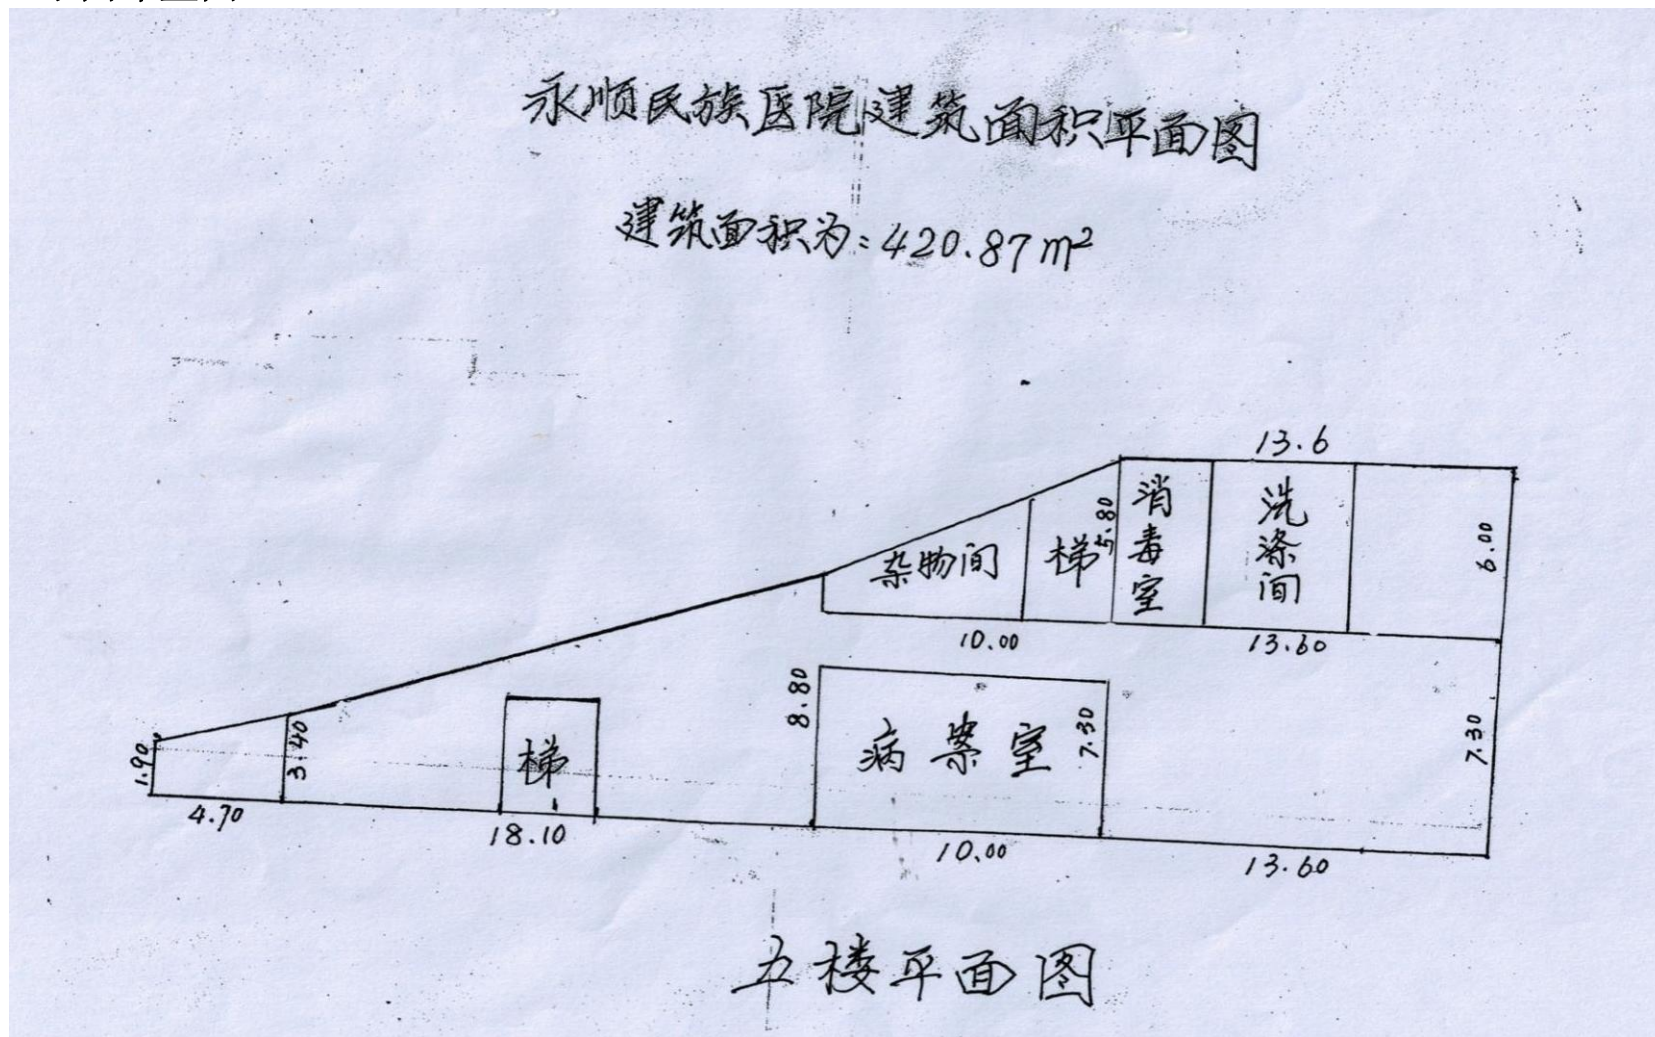 永顺民族医院建筑面积平面图
建筑面积为:420.87m²
13.6
消毒室
洗涤间
杂物间
梯
5.80
6.00
10.00
13.60
1.90
3.40
梯
8.80
病案室
7.30
7.30
4.70
18.10
10.00
13.60
五楼平面图